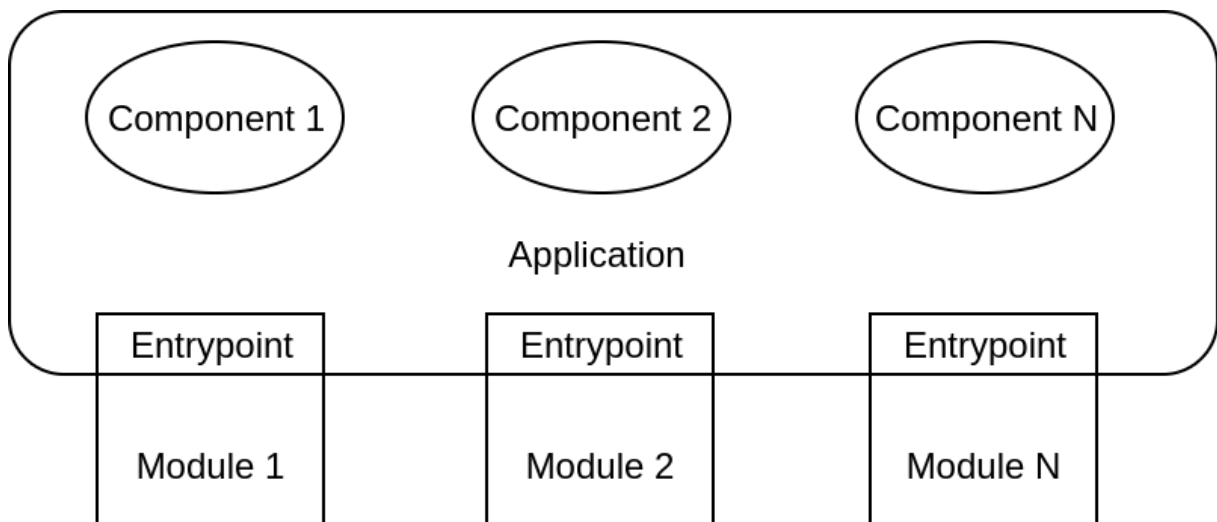 Component 1
Component 2
Component N
Application
Entrypoint
Entrypoint
Entrypoint
Module 1
Module 2
Module N